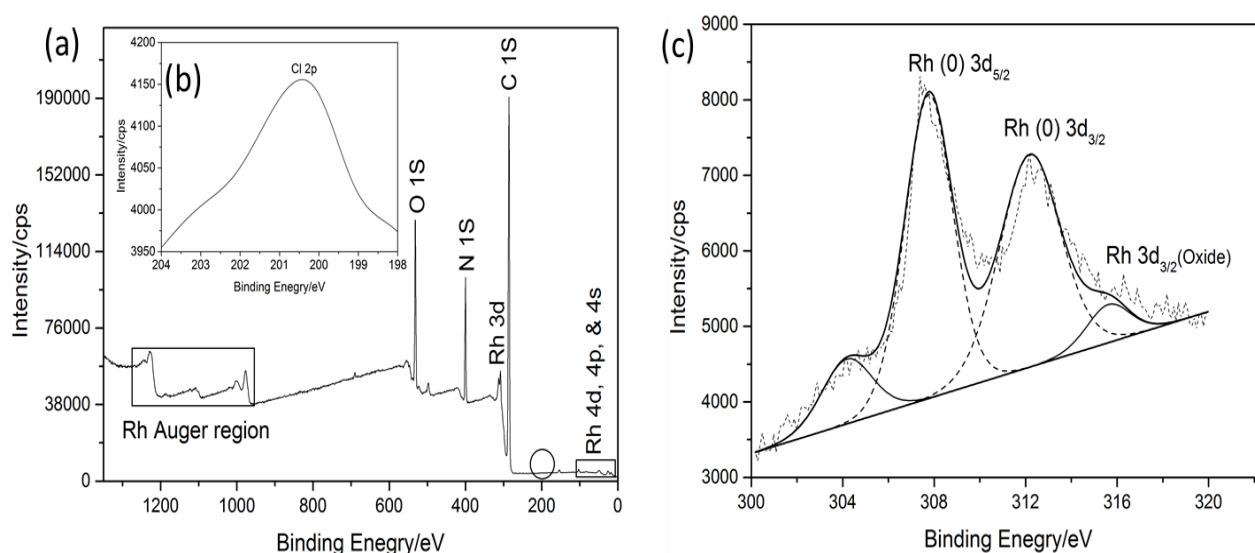 (a)
(b)
Cl 2p
4200
4150
4100
4050
4000
3950
Intensity/cps
204 203 202 201 200 199 198
Binding Enegry/eV
190000
152000
114000
76000
38000
0
Intensity/cps
O 1S
N 1S
Rh 3d
C 1S
Rh 4d, 4p, & 4s
Rh Auger region
1200 1000 800 600 400 200 0
Binding Enegry/eV
(c)
Rh (0) 3d5/2
Rh (0) 3d3/2
Rh 3d3/2(Oxide)
9000
8000
7000
6000
5000
4000
3000
Intensity/cps
300 304 308 312 316 320
Binding Enegry/eV